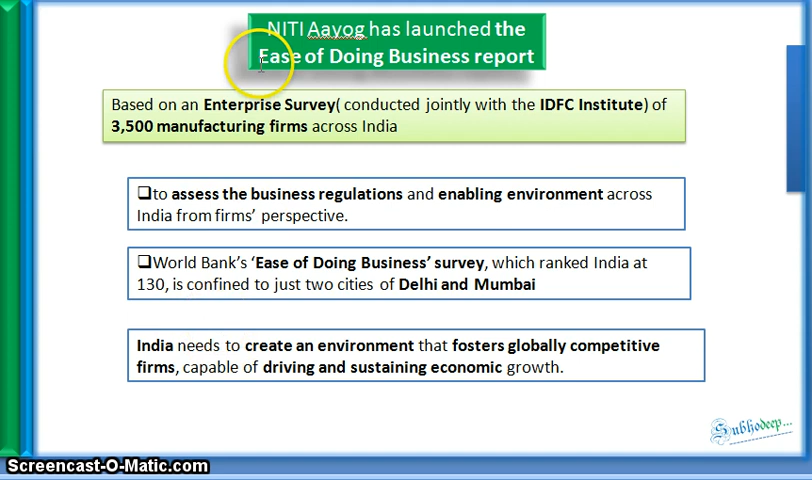 NITI Aayog has launched the
Ease of Doing Business report
Based on an Enterprise Survey( conducted jointly with the IDFC Institute) of
3,500 manufacturing firms across India
❑to assess the business regulations and enabling environment across
India from firms’ perspective.
❑World Bank’s ‘Ease of Doing Business’ survey, which ranked India at
130, is confined to just two cities of Delhi and Mumbai
India needs to create an environment that fosters globally competitive
firms, capable of driving and sustaining economic growth.
Subhodeep...
Screencast-O-Matic.com